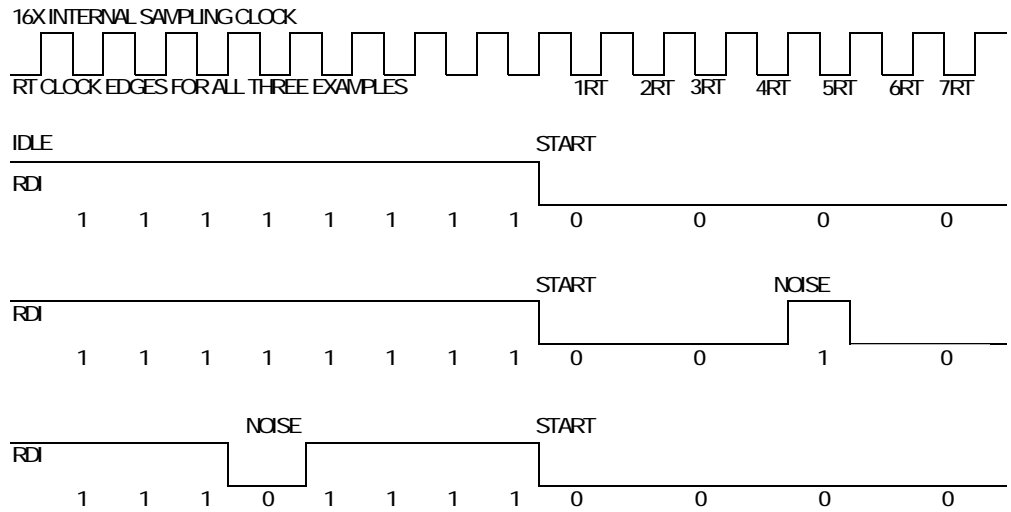 16X INTERNAL SAMPLING CLOCK
RT CLOCK EDGES FOR ALL THREE EXAMPLES 1RT 2RT 3RT 4RT 5RT 6RT 7RT
IDLE START
RDI
1 1 1 1 1 1 1 1 0 0 0 0
START NOISE
RDI
1 1 1 1 1 1 1 1 0 0 1 0
NOISE START
RDI
1 1 1 0 1 1 1 1 0 0 0 0